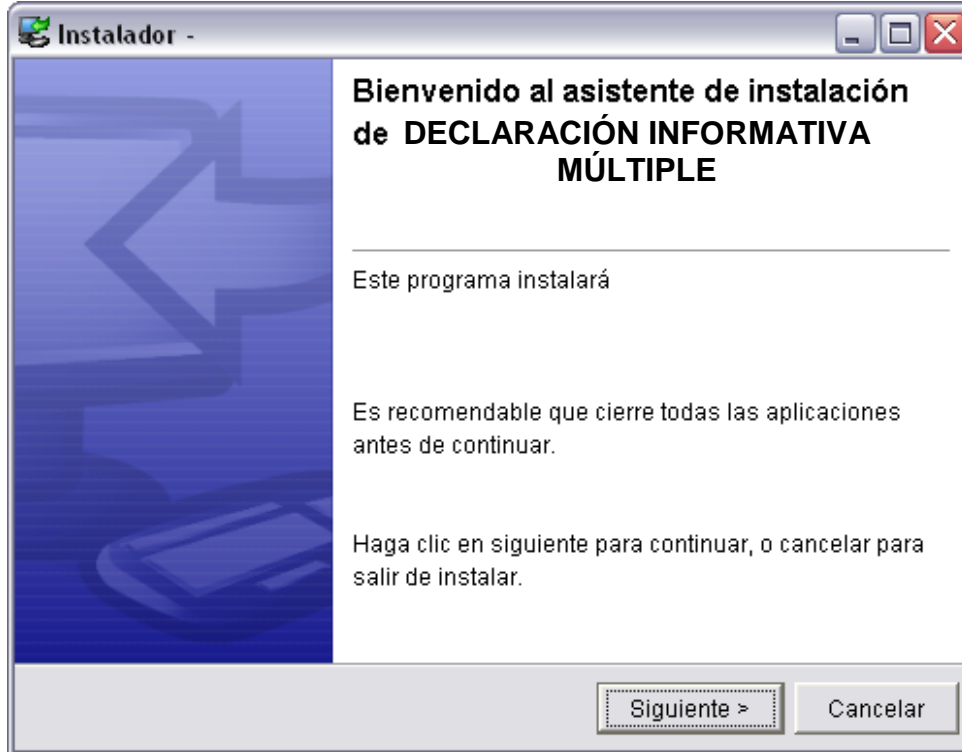 Instalador -
Bienvenido al asistente de instalación
de DECLARACIÓN INFORMATIVA
MÚLTIPLE
Este programa instalará
Es recomendable que cierre todas las aplicaciones
antes de continuar.
Haga clic en siguiente para continuar, o cancelar para
salir de instalar.
Siguiente >
Cancelar